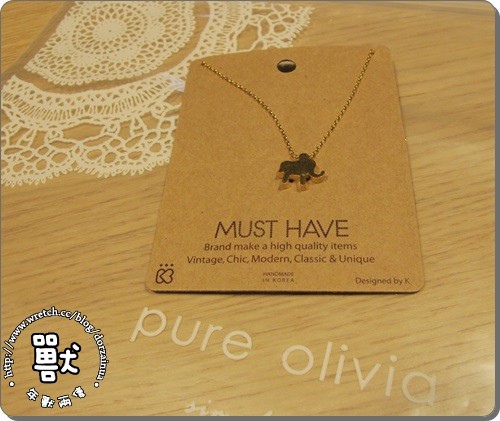 MUST HAVE
Brand make a high quality items
Vintage, Chic, Modern, Classic & Unique
HANDMADE
IN KOREA
Designed by K
pure olivia
http://www.wretch.cc/blog/dorzainun
獸